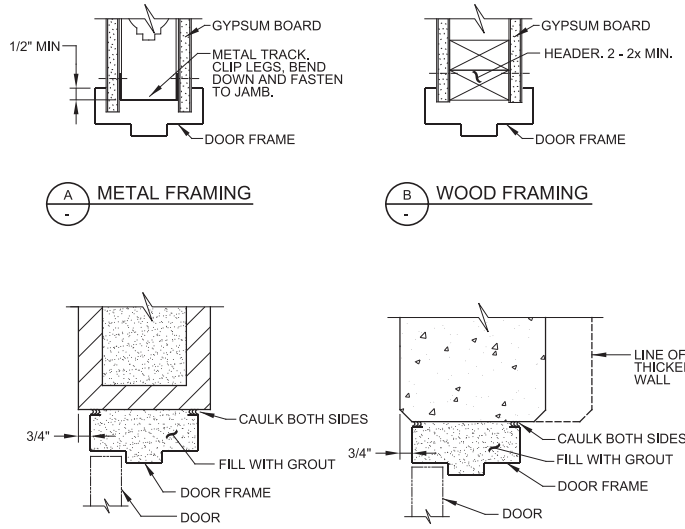 GYPSUM BOARD
1/2" MIN
METAL TRACK,
CLIP LEGS, BEND
DOWN AND FASTEN
TO JAMB.
DOOR FRAME
GYPSUM BOARD
HEADER. 2 - 2x MIN.
DOOR FRAME
A
-
METAL FRAMING
B
-
WOOD FRAMING
CAULK BOTH SIDES
3/4"
FILL WITH GROUT
DOOR FRAME
DOOR
LINE OF
THICKER
WALL
CAULK BOTH SIDES
3/4"
FILL WITH GROUT
DOOR FRAME
DOOR